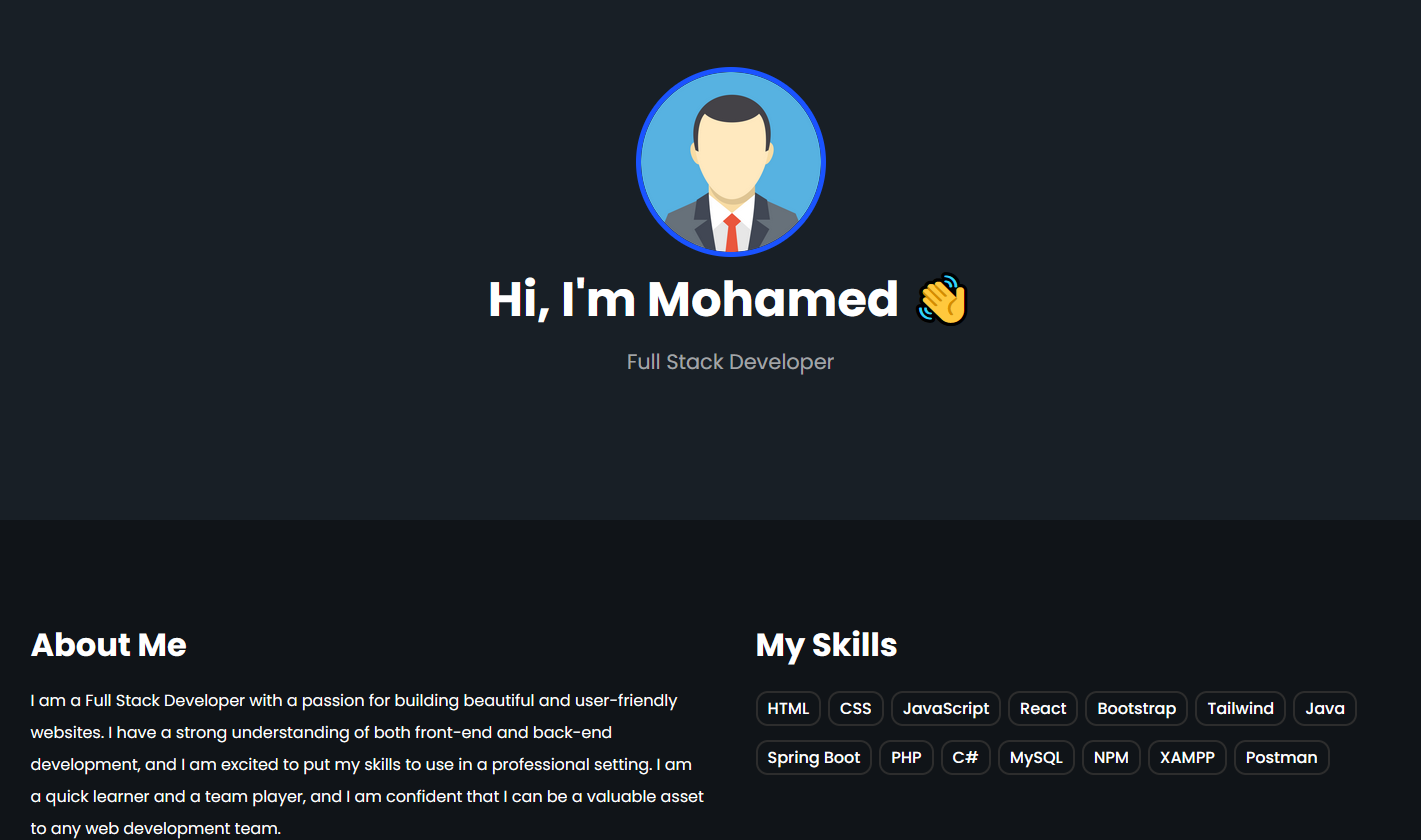 Hi, I'm Mohamed 👋
Full Stack Developer
About Me
I am a Full Stack Developer with a passion for building beautiful and user-friendly
websites. I have a strong understanding of both front-end and back-end
development, and I am excited to put my skills to use in a professional setting. I am
a quick learner and a team player, and I am confident that I can be a valuable asset
to any web development team.
My Skills
HTML CSS JavaScript React Bootstrap Tailwind Java
Spring Boot PHP C# MySQL NPM XAMPP Postman